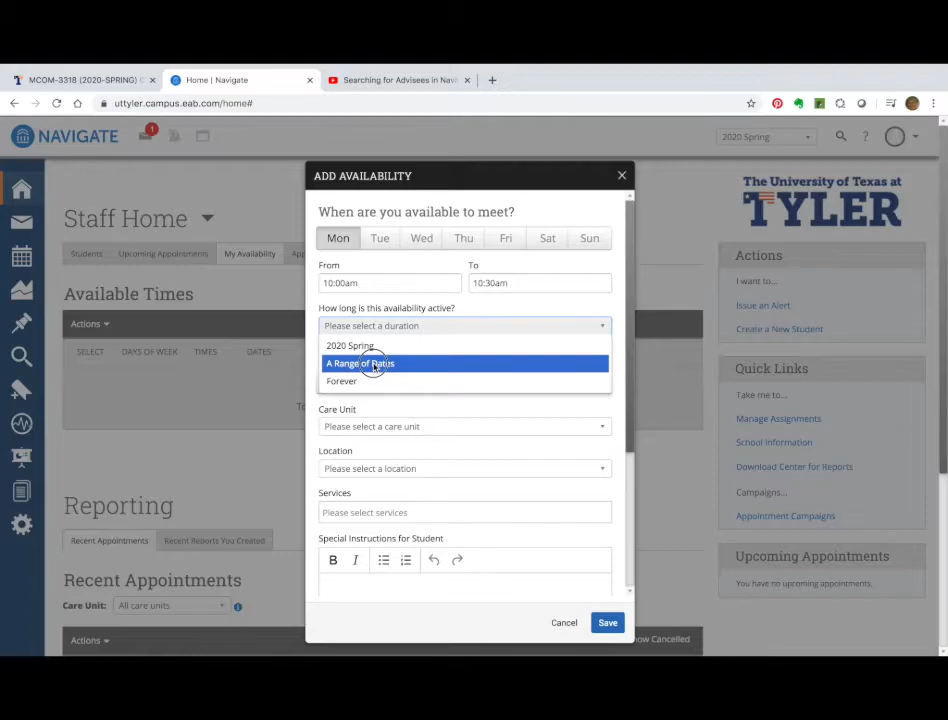 MCOM-3318 (2020-SPRING)
Home | Navigate
Searching for Advisees in Navi
uttyler.campus.eab.com/home#
NAVIGATE
1
2020 Spring
?
ADD AVAILABILITY
When are you available to meet?
Mon Tue Wed Thu Fri Sat Sun
From To
10:00am 10:30am
How long is this availability active?
Please select a duration
2020 Spring
A Range of Dates
Forever
Care Unit
Please select a care unit
Location
Please select a location
Services
Please select services
Special Instructions for Student
B I
Cancel Save
Staff Home
Students Upcoming Appointments My Availability
Available Times
Actions
SELECT DAYS OF WEEK TIMES DATES
Reporting
Recent Appointments Recent Reports You Created
Recent Appointments
Care Unit: All care units
Actions
how Cancelled
The University of Texas at
TYLER
Actions
I want to...
Issue an Alert
Create a New Student
Quick Links
Take me to...
Manage Assignments
School Information
Download Center for Reports
Campaigns...
Appointment Campaigns
Upcoming Appointments
You have no upcoming appointments.